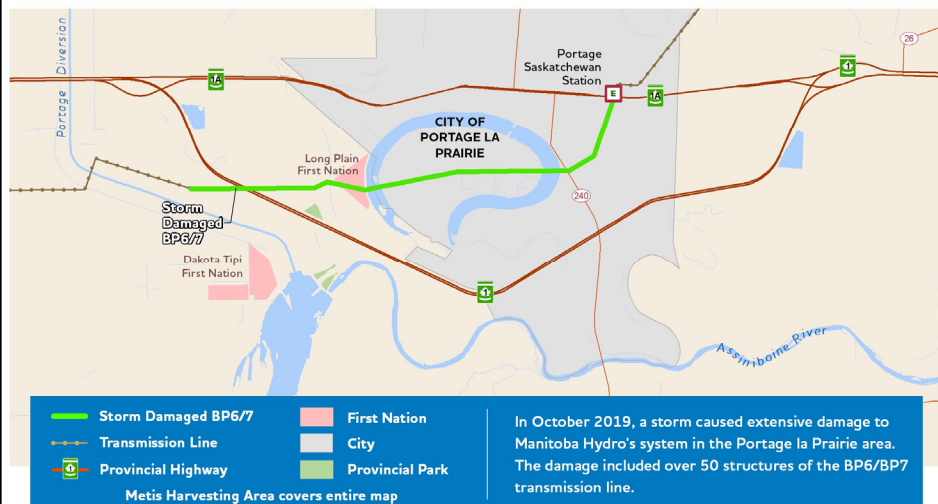 Portage Diversion
1A
Portage
Saskatchewan
Station
E
1A
1
26
CITY OF
PORTAGE LA
PRAIRIE
Long Plain
First Nation
240
Storm
Damaged
BP6/7
Dakota Tipi
First Nation
1
Assiniboine River
Storm Damaged BP6/7
Transmission Line
1 Provincial Highway
First Nation
City
Provincial Park
Metis Harvesting Area covers entire map
In October 2019, a storm caused extensive damage to
Manitoba Hydro's system in the Portage la Prairie area.
The damage included over 50 structures of the BP6/BP7
transmission line.